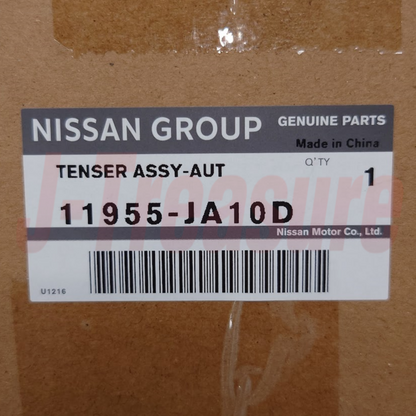 NISSAN GROUP
GENUINE PARTS
Made in China
TENSER ASSY-AUT
Q'TY
1
11955-JA10D
Nissan Motor Co., Ltd.
U1216
J-Treasure